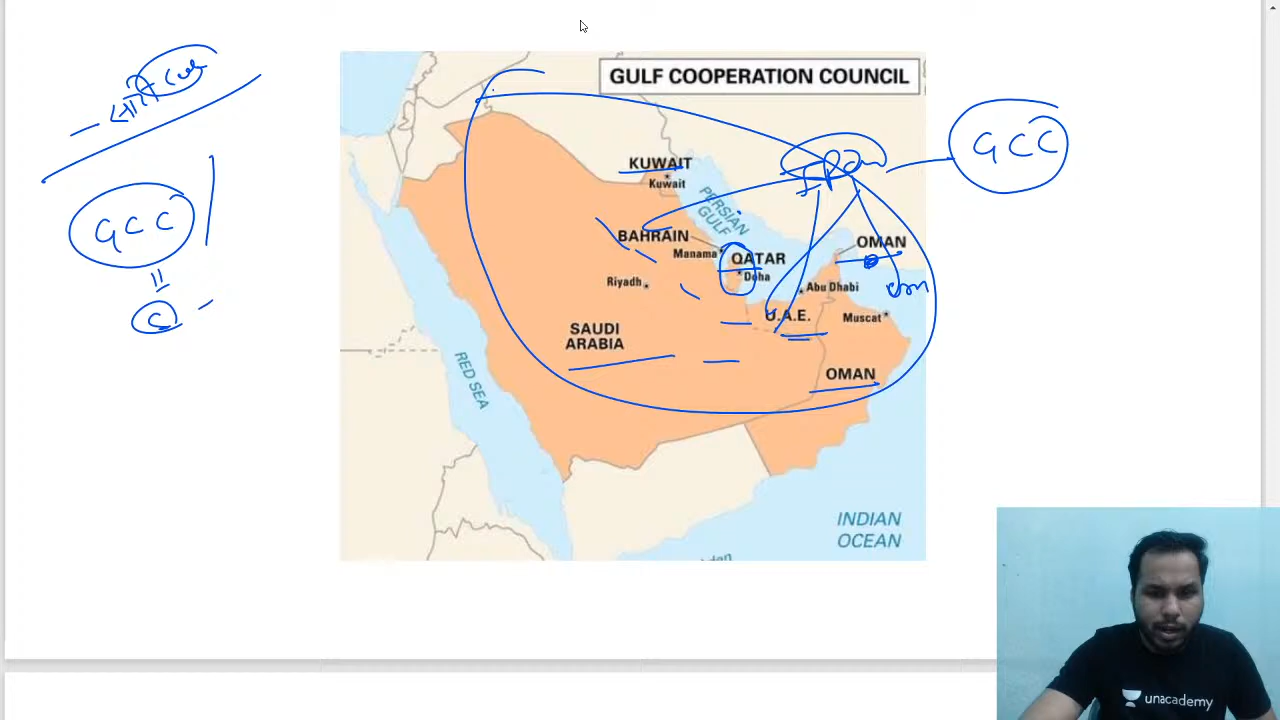 GULF COOPERATION COUNCIL
GCC
GCC
C
KUWAIT
Kuwait
PERSIAN
GULF
Iran
BAHRAIN
Manama
QATAR
Doha
OMAN
Riyadh
Abu Dhabi
U.A.E.
Muscat
SAUDI
ARABIA
OMAN
RED SEA
INDIAN
OCEAN
unacademy